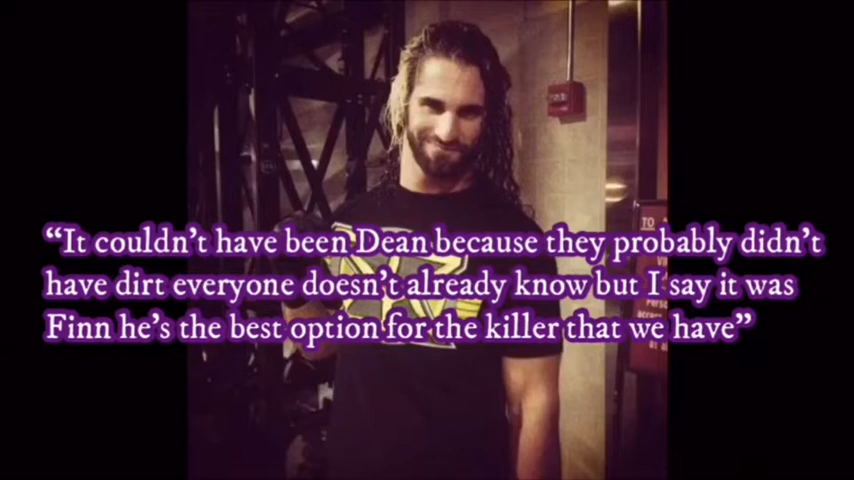 “It couldn’t have been Dean because they probably didn’t
have dirt everyone doesn’t already know but I say it was
Finn he’s the best option for the killer that we have”
TO